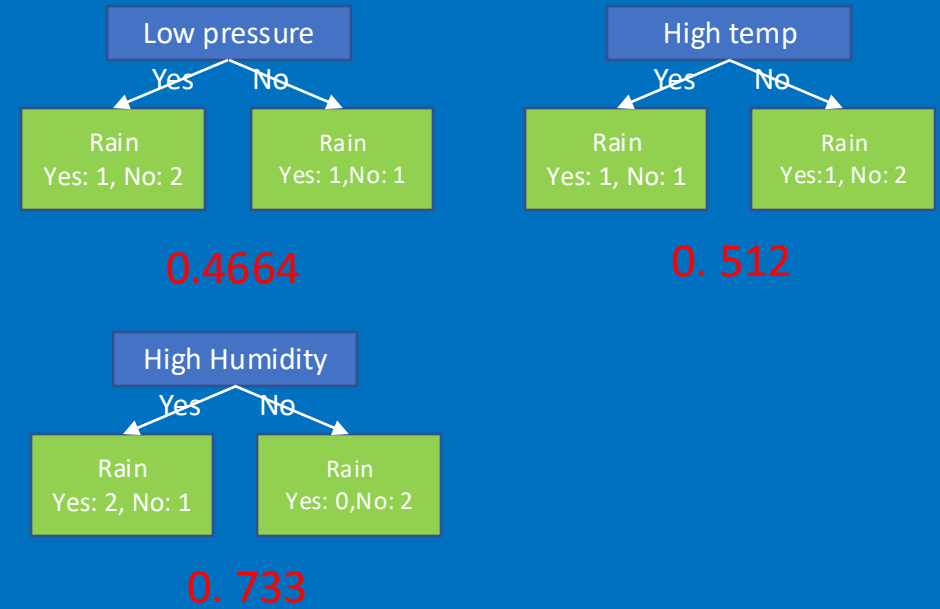 Low pressure
Yes No
Rain
Yes: 1, No: 2
Rain
Yes: 1,No: 1
0.4664
High temp
Yes No
Rain
Yes: 1, No: 1
Rain
Yes:1, No: 2
0. 512
High Humidity
Yes No
Rain
Yes: 2, No: 1
Rain
Yes: 0,No: 2
0. 733